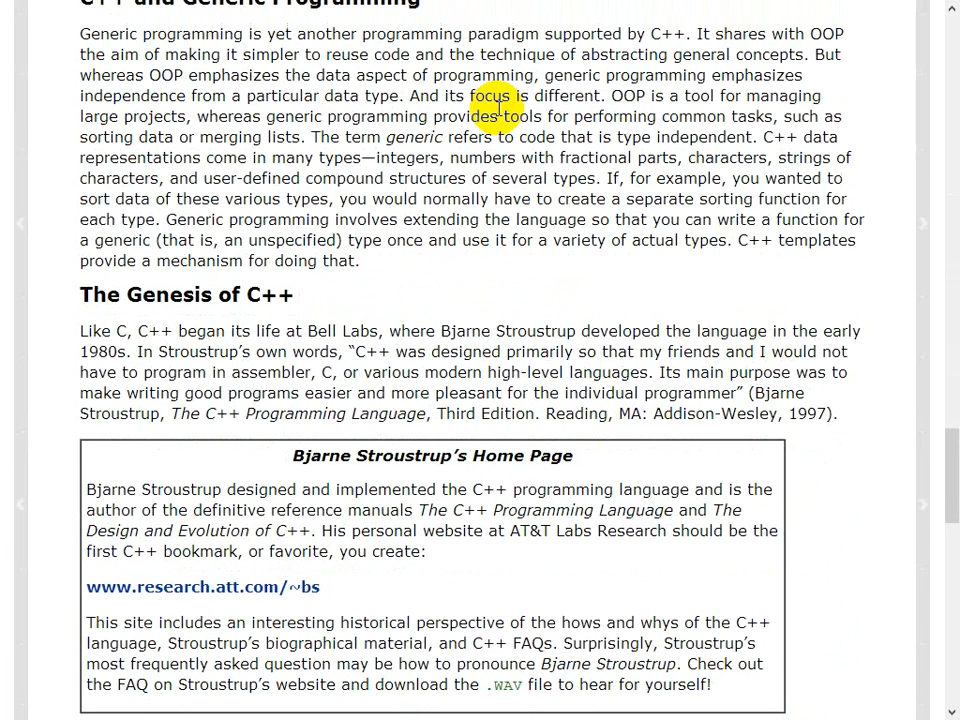 C++ and Generic Programming
Generic programming is yet another programming paradigm supported by C++. It shares with OOP
the aim of making it simpler to reuse code and the technique of abstracting general concepts. But
whereas OOP emphasizes the data aspect of programming, generic programming emphasizes
independence from a particular data type. And its focus is different. OOP is a tool for managing
large projects, whereas generic programming provides tools for performing common tasks, such as
sorting data or merging lists. The term generic refers to code that is type independent. C++ data
representations come in many types—integers, numbers with fractional parts, characters, strings of
characters, and user-defined compound structures of several types. If, for example, you wanted to
sort data of these various types, you would normally have to create a separate sorting function for
each type. Generic programming involves extending the language so that you can write a function for
a generic (that is, an unspecified) type once and use it for a variety of actual types. C++ templates
provide a mechanism for doing that.
The Genesis of C++
Like C, C++ began its life at Bell Labs, where Bjarne Stroustrup developed the language in the early
1980s. In Stroustrup’s own words, “C++ was designed primarily so that my friends and I would not
have to program in assembler, C, or various modern high-level languages. Its main purpose was to
make writing good programs easier and more pleasant for the individual programmer” (Bjarne
Stroustrup, The C++ Programming Language, Third Edition. Reading, MA: Addison-Wesley, 1997).
Bjarne Stroustrup’s Home Page
Bjarne Stroustrup designed and implemented the C++ programming language and is the
author of the definitive reference manuals The C++ Programming Language and The
Design and Evolution of C++. His personal website at AT&T Labs Research should be the
first C++ bookmark, or favorite, you create:
www.research.att.com/~bs
This site includes an interesting historical perspective of the hows and whys of the C++
language, Stroustrup’s biographical material, and C++ FAQs. Surprisingly, Stroustrup’s
most frequently asked question may be how to pronounce Bjarne Stroustrup. Check out
the FAQ on Stroustrup’s website and download the .WAV file to hear for yourself!